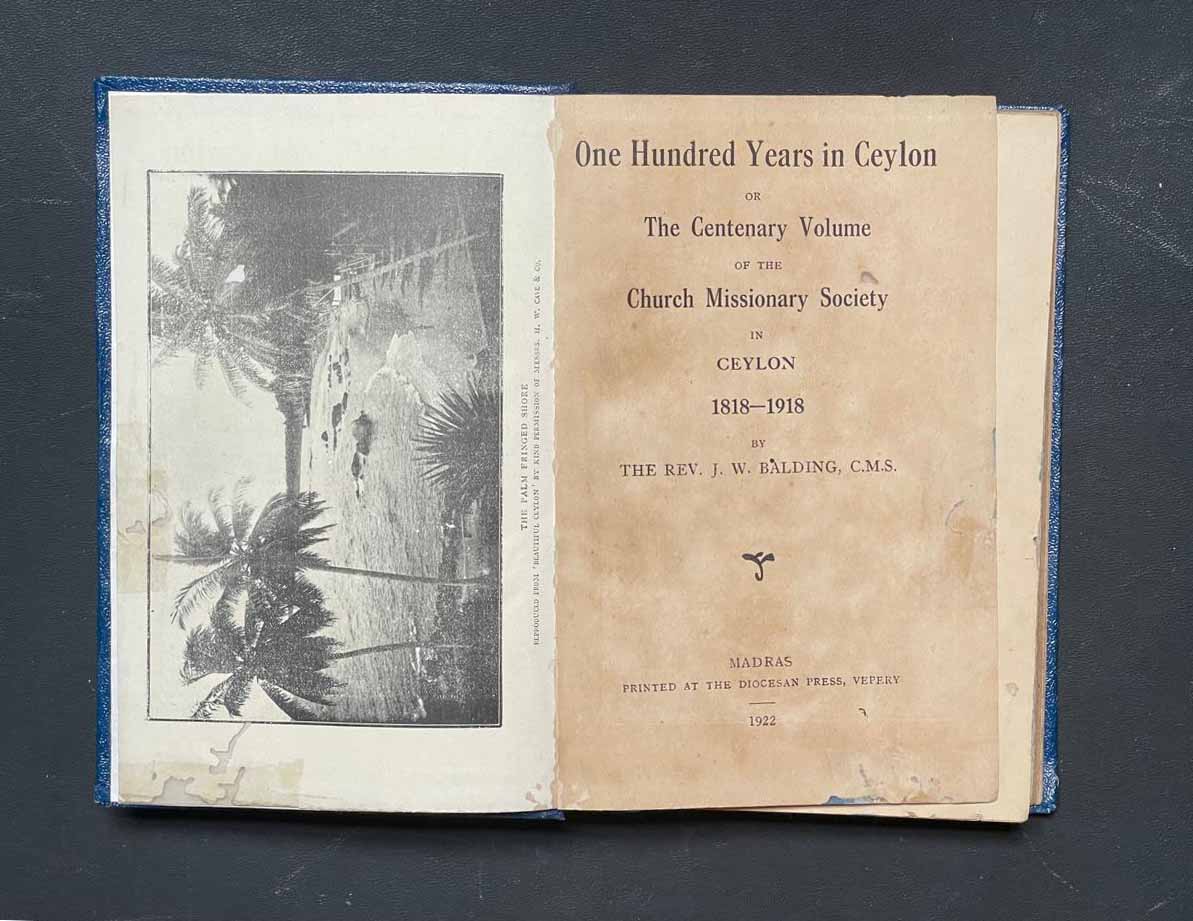 THE PALM FRINGED SHORE
REPRODUCED FROM 'BEAUTIFUL CEYLON' BY KIND PERMISSION OF MESSRS. H. W. CAVE & CO.
One Hundred Years in Ceylon
OR
The Centenary Volume
OF THE
Church Missionary Society
IN
CEYLON
1818—1918
BY
THE REV. J. W. BALDING, C.M.S.
MADRAS
PRINTED AT THE DIOCESAN PRESS, VEPERY
1922